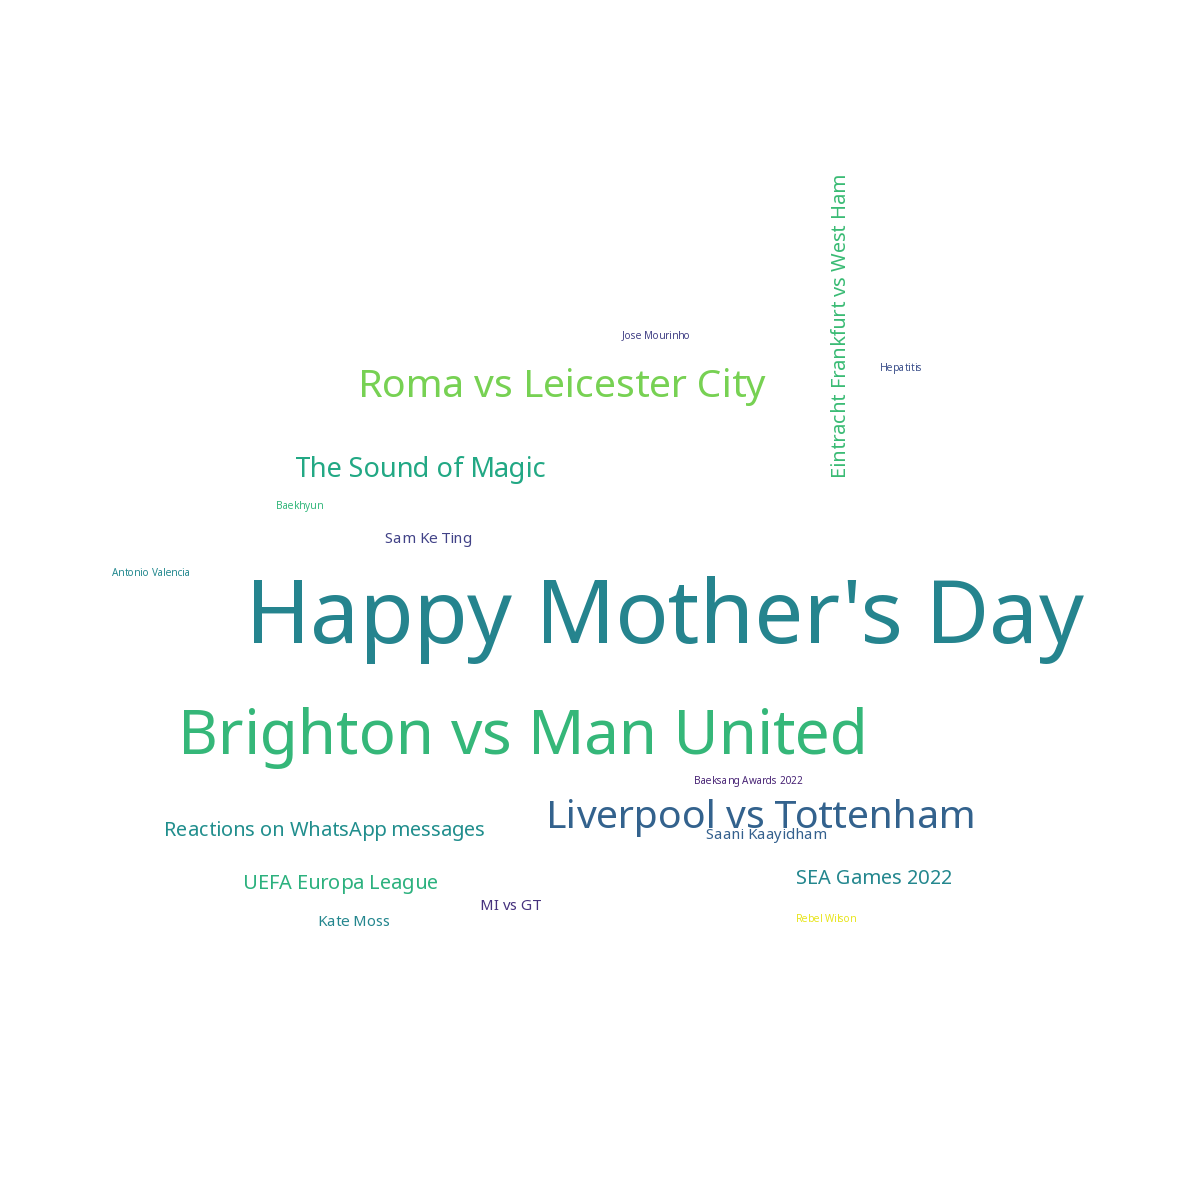 Eintracht Frankfurt vs West Ham
Jose Mourinho
Hepatitis
Roma vs Leicester City
The Sound of Magic
Baekhyun
Sam Ke Ting
Antonio Valencia
Happy Mother's Day
Brighton vs Man United
Baeksang Awards 2022
Liverpool vs Tottenham
Reactions on WhatsApp messages
Saani Kaayidham
UEFA Europa League
SEA Games 2022
MI vs GT
Kate Moss
Rebel Wilson